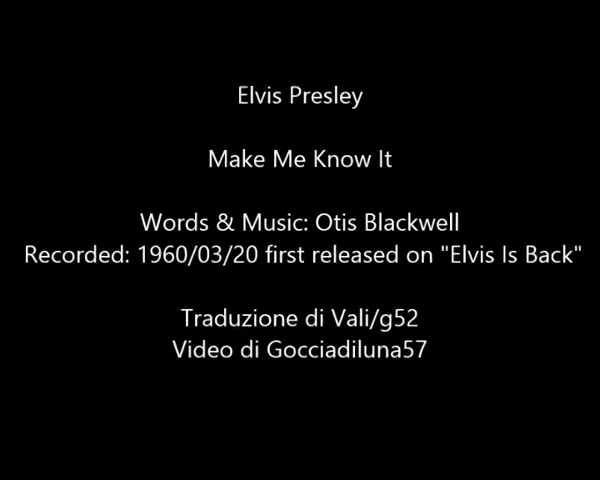 Elvis Presley
Make Me Know It
Words & Music: Otis Blackwell
Recorded: 1960/03/20 first released on "Elvis Is Back"
Traduzione di Vali/g52
Video di Gocciadiluna57